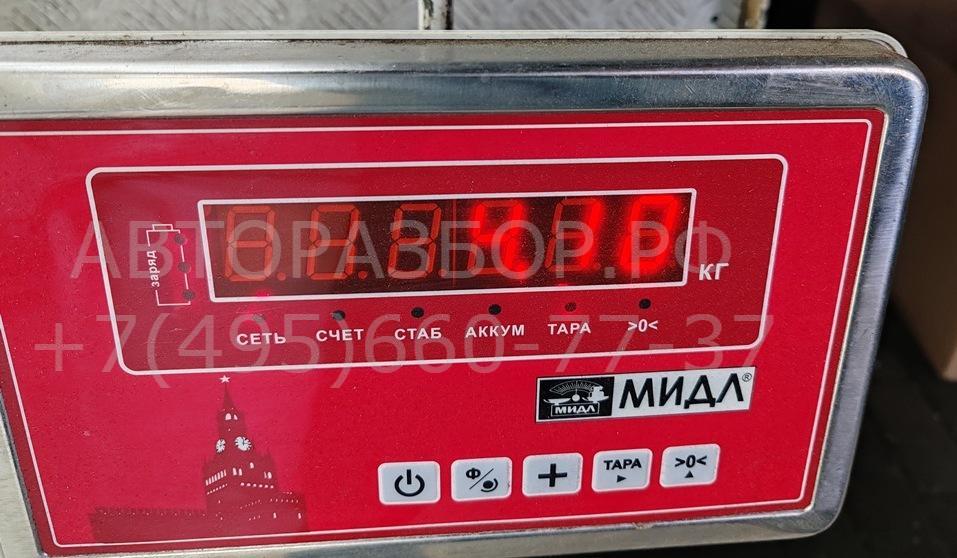 АВТОРАЗБОР.РФ
заряд
КГ
СЕТЬ СЧЕТ СТАБ АККУМ ТАРА >0<
+7(495)660-77-37
МИДЛ МИДЛ®
Ф ТАРА >0<